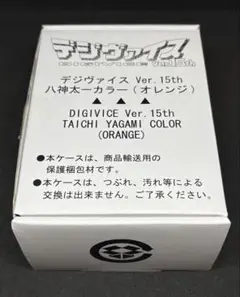 デジヴァイス
DIGIVICE Ver.15th
デジヴァイス Ver.15th
八神太一カラー(オレンジ)
▲ ▲ ▲
DIGIVICE Ver.15th
TAICHI YAGAMI COLOR
(ORANGE)
●本ケースは、商品輸送用の
保護梱包材です。
●本ケースは、つぶれ、汚れ等による
交換は出来ません。ご了承ください。